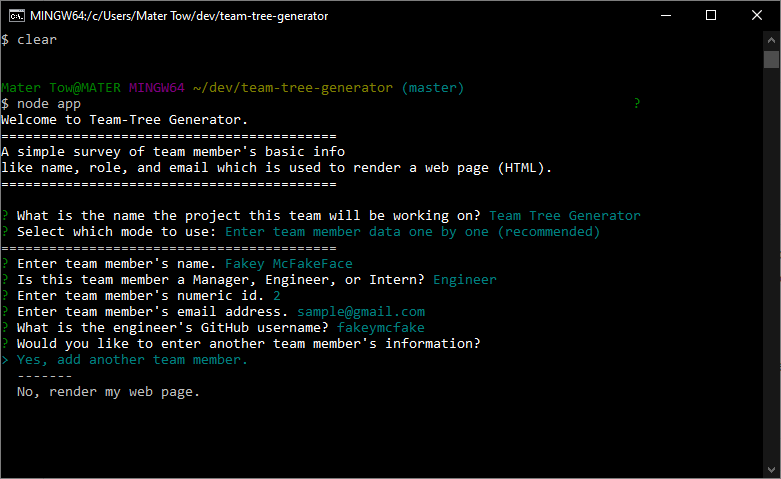 MINGW64:/c/Users/Mater Tow/dev/team-tree-generator
$ clear
Mater Tow@MATER MINGW64 ~/dev/team-tree-generator (master)
$ node app ?
Welcome to Team-Tree Generator.
==========================================
A simple survey of team member's basic info
like name, role, and email which is used to render a web page (HTML).
==========================================
? What is the name the project this team will be working on? Team Tree Generator
? Select which mode to use: Enter team member data one by one (recommended)
==========================================
? Enter team member's name. Fakey McFakeFace
? Is this team member a Manager, Engineer, or Intern? Engineer
? Enter team member's numeric id. 2
? Enter team member's email address. sample@gmail.com
? What is the engineer's GitHub username? fakeymcfake
? Would you like to enter another team member's information?
> Yes, add another team member.
-------
No, render my web page.